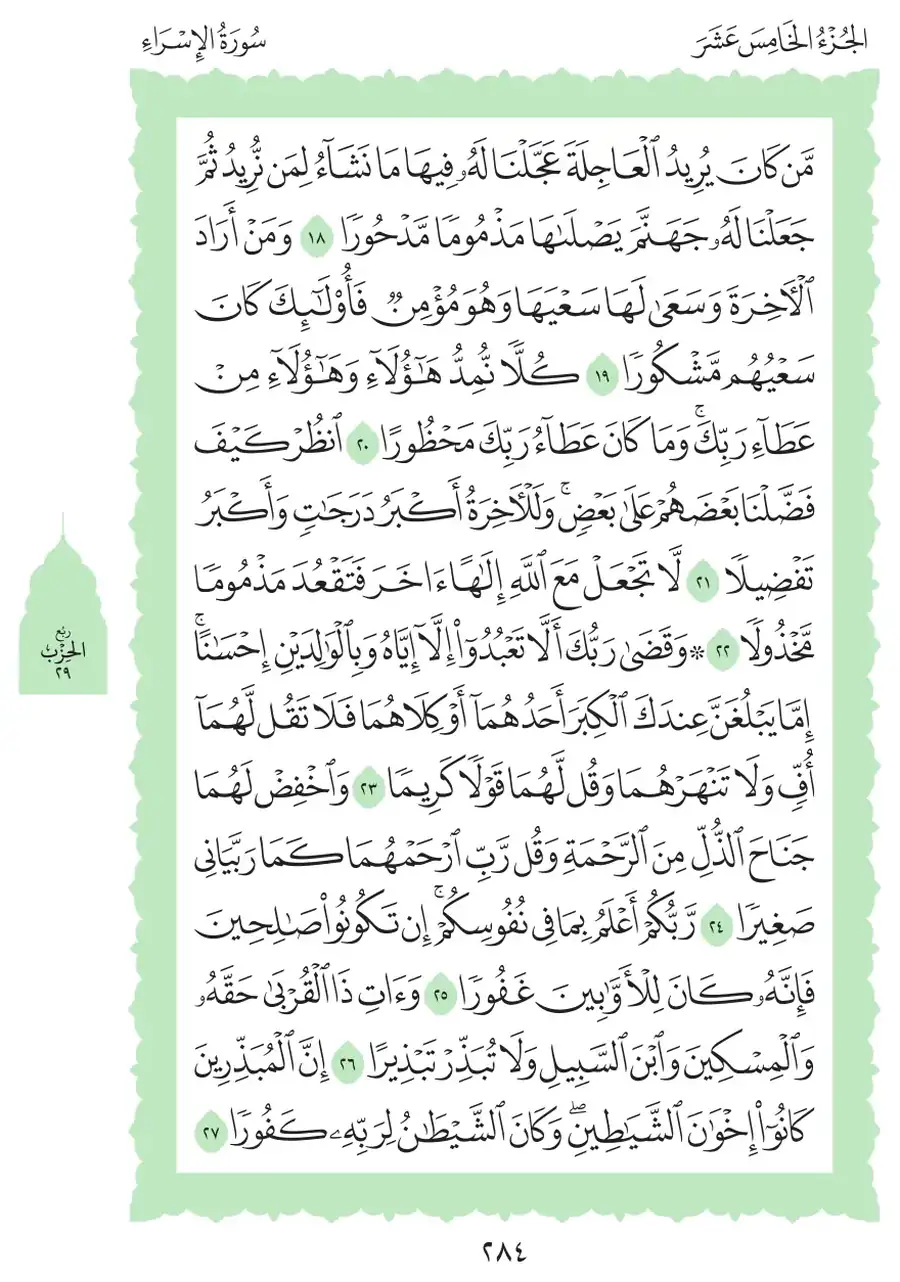 الجُزْءُ الخَامِسَ عَشَرَ
سُورَةُ الإِسْرَاءِ
مَّن كَانَ يُرِيدُ ٱلْعَاجِلَةَ عَجَّلْنَا لَهُۥ فِيهَا مَا نَشَآءُ لِمَن نُّرِيدُ ثُمَّ
جَعَلْنَا لَهُۥ جَهَنَّمَ يَصْلَىٰهَا مَذْمُومًا مَّدْحُورًا ١٨ وَمَنْ أَرَادَ
ٱلْأَخِرَةَ وَسَعَىٰ لَهَا سَعْيَهَا وَهُوَ مُؤْمِنٌ فَأُو۟لَـٰٓئِكَ كَانَ
سَعْيُهُم مَّشْكُورًا ١٩ كُلًّا نُّمِدُّ هَـٰٓؤُلَآءِ وَهَـٰٓؤُلَآءِ مِنْ
عَطَآءِ رَبِّكَۚ وَمَا كَانَ عَطَآءُ رَبِّكَ مَحْظُورًا ٢٠ ٱنظُرْ كَيْفَ
فَضَّلْنَا بَعْضَهُمْ عَلَىٰ بَعْضٍۚ وَلَلْأَخِرَةُ أَكْبَرُ دَرَجَـٰتٍ وَأَكْبَرُ
تَفْضِيلًا ٢١ لَّا تَجْعَلْ مَعَ ٱللَّهِ إِلَـٰهًا ءَاخَرَ فَتَقْعُدَ مَذْمُومًا
مَّخْذُولًا ٢٢ ۞ وَقَضَىٰ رَبُّكَ أَلَّا تَعْبُدُوٓا۟ إِلَّآ إِيَّاهُ وَبِٱلْوَٰلِدَيْنِ إِحْسَـٰنًاۚ
إِمَّا يَبْلُغَنَّ عِندَكَ ٱلْكِبَرَ أَحَدُهُمَآ أَوْ كِلَاهُمَا فَلَا تَقُل لَّهُمَآ
أُفٍّ وَلَا تَنْهَرْهُمَا وَقُل لَّهُمَا قَوْلًا كَرِيمًا ٢٣ وَٱخْفِضْ لَهُمَا
جَنَاحَ ٱلذُّلِّ مِنَ ٱلرَّحْمَةِ وَقُل رَّبِّ ٱرْحَمْهُمَا كَمَا رَبَّيَانِى
صَغِيرًا ٢٤ رَّبُّكُمْ أَعْلَمُ بِمَا فِى نُفُوسِكُمْۚ إِن تَكُونُوا۟ صَـٰلِحِينَ
فَإِنَّهُۥ كَانَ لِلْأَوَّٰبِينَ غَفُورًا ٢٥ وَءَاتِ ذَا ٱلْقُرْبَىٰ حَقَّهُۥ
وَٱلْمِسْكِينَ وَٱبْنَ ٱلسَّبِيلِ وَلَا تُبَذِّرْ تَبْذِيرًا ٢٦ إِنَّ ٱلْمُبَذِّرِينَ
كَانُوٓا۟ إِخْوَٰنَ ٱلشَّيَـٰطِينِۖ وَكَانَ ٱلشَّيْطَـٰنُ لِرَبِّهِۦ كَفُورًا ٢٧
رُبْع
الحِزْب
٢٩
٢٨٤